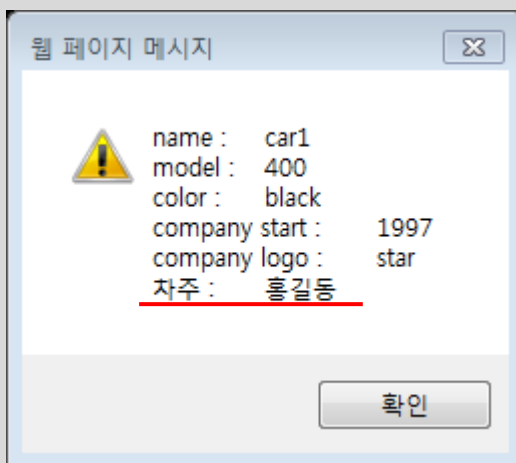 웹 페이지 메시지
name : car1
model : 400
color : black
company start : 1997
company logo : star
차주 : 홍길동
확인